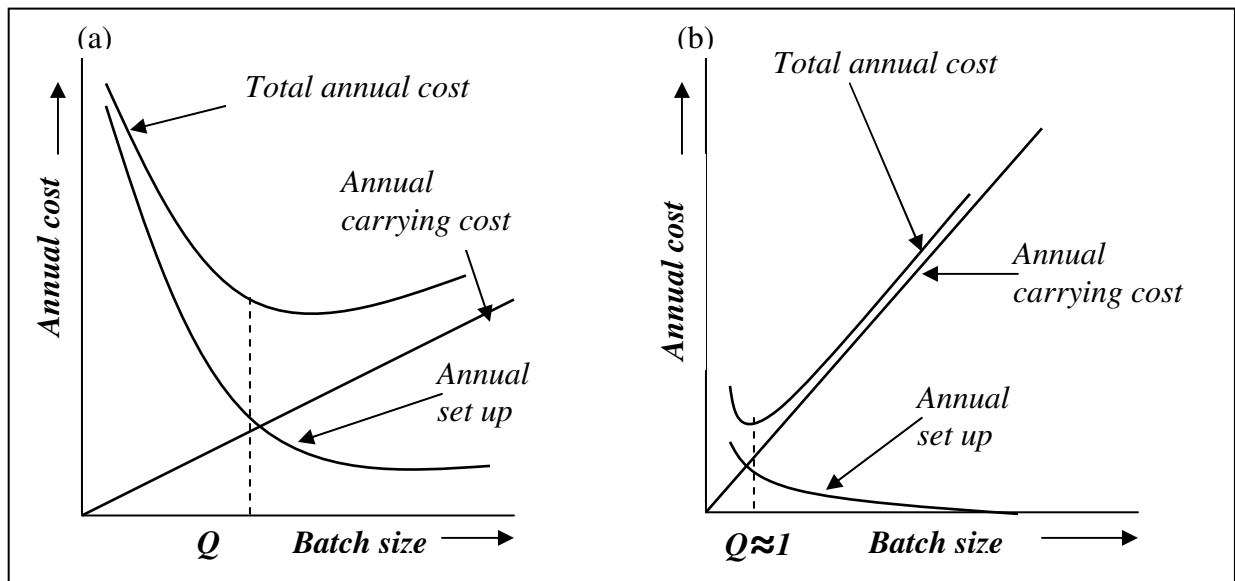 (a)
Total annual cost
Annual
carrying cost
Annual
set up
Annual cost
Q
Batch size
(b)
Total annual cost
Annual
carrying cost
Annual
set up
Annual cost
Q≈1
Batch size